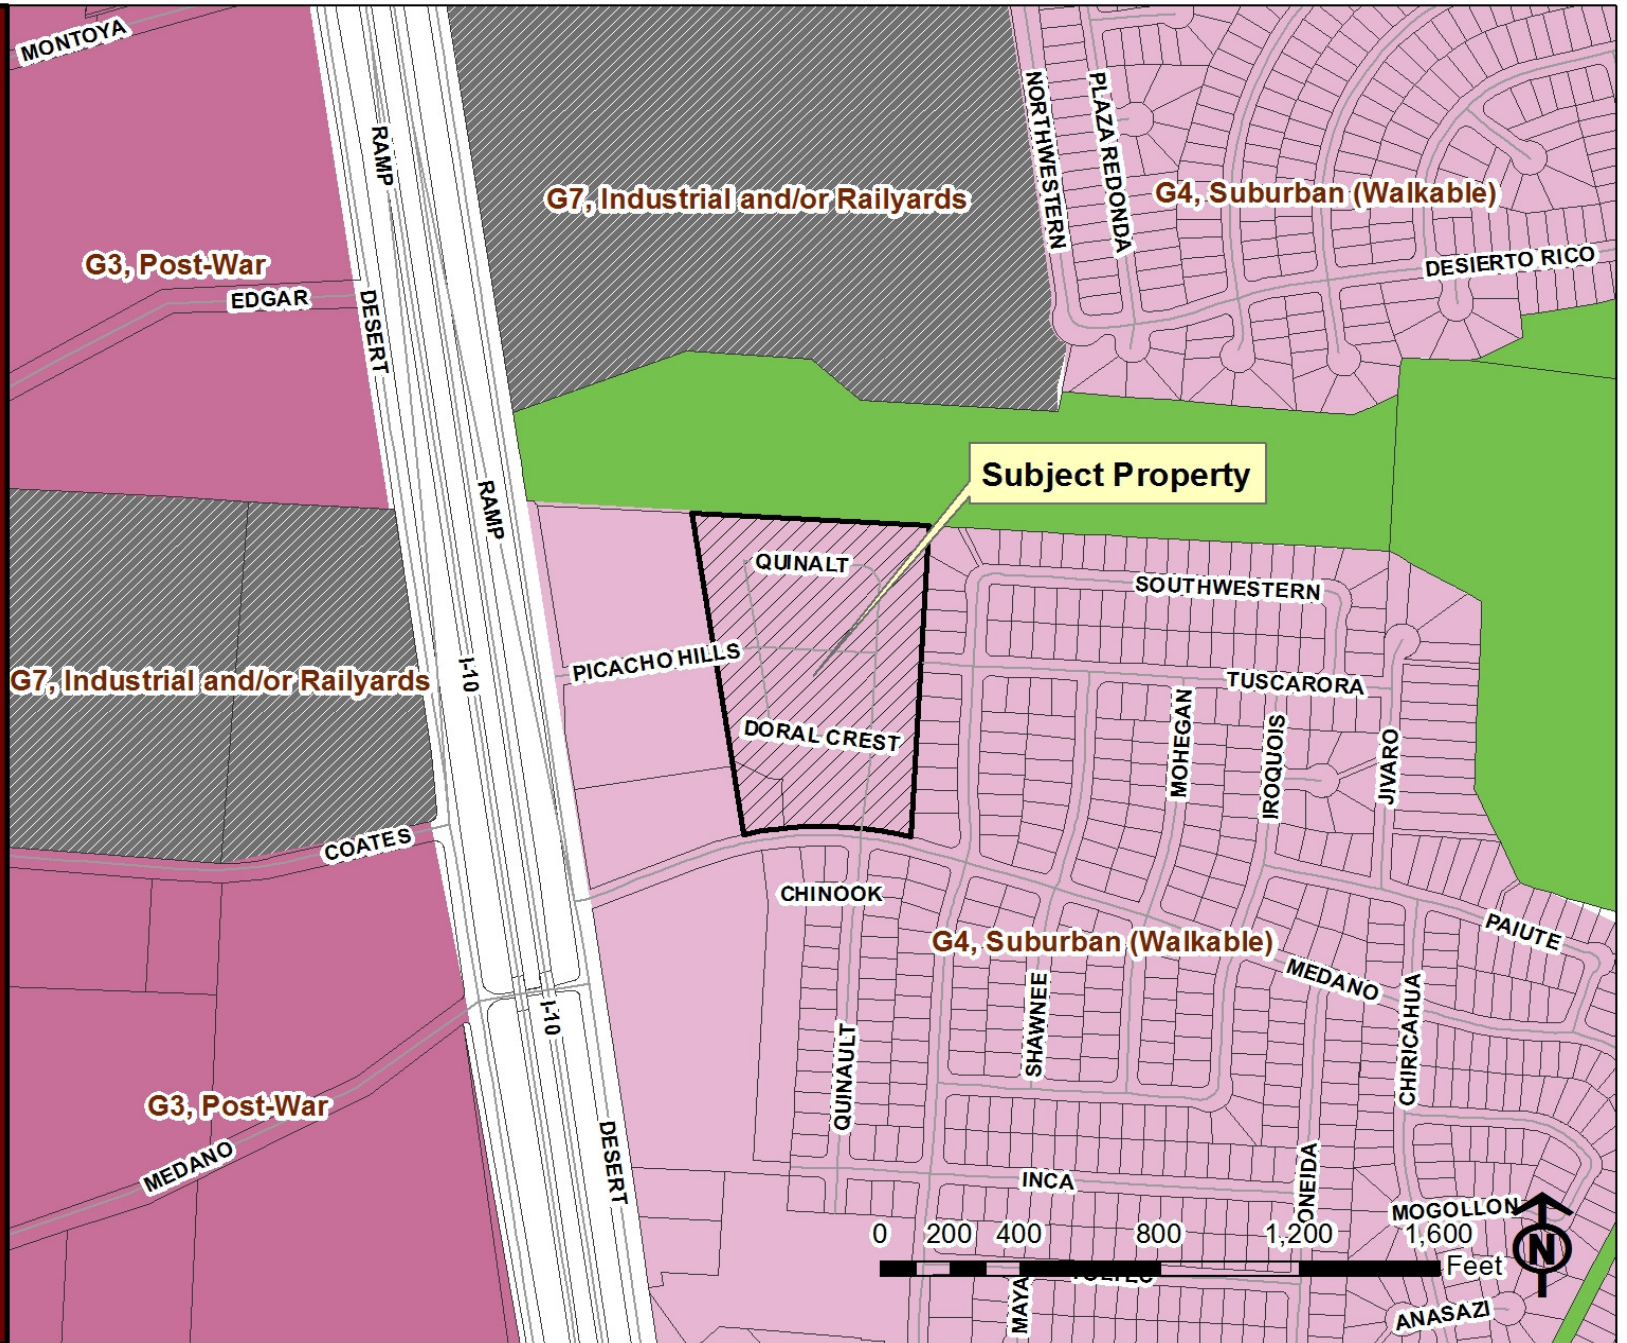 MONTOYA
RAMP
NORTHWESTERN
PLAZA REDONDA
G7, Industrial and/or Railyards
G4, Suburban (Walkable)
G3, Post-War
EDGAR
DESERT
DESIERTO RICO
Subject Property
RAMP
QUINALT
SOUTHWESTERN
PICACHO HILLS
G7, Industrial and/or Railyards
I-10
TUSCARORA
MOHEGAN
IROQUOIS
JIVARO
DORAL CREST
COATES
CHINOOK
G4, Suburban (Walkable)
PAIUTE
MEDANO
SHAWNEE
CHIRICAHUA
I-10
QUINAULT
G3, Post-War
MEDANO
DESERT
INCA
ONEIDA
MOGOLLON
0 200 400 800 1,200 1,600
Feet
N
MAYA
ANASAZI